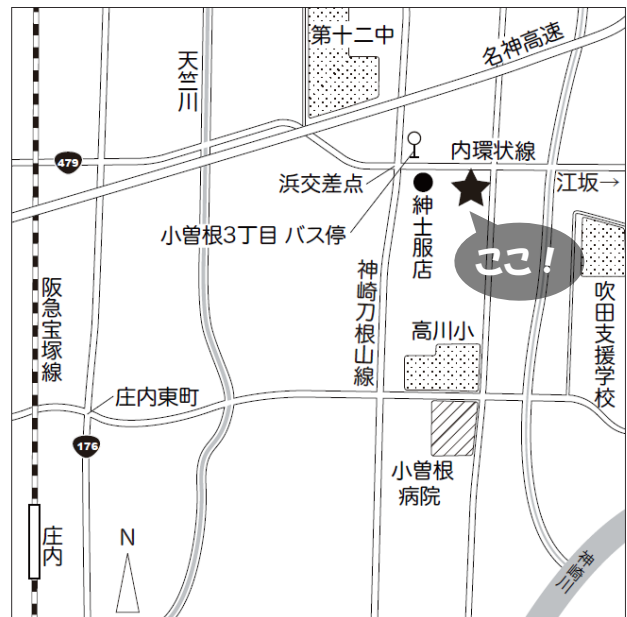 第十二中
名神高速
天竺川
479
内環状線
浜交差点
江坂→
紳士服店
小曽根3丁目 バス停
ここ!
神崎刀根山線
阪急宝塚線
吹田支援学校
高川小
庄内東町
176
小曽根
病院
庄内
N
神崎川